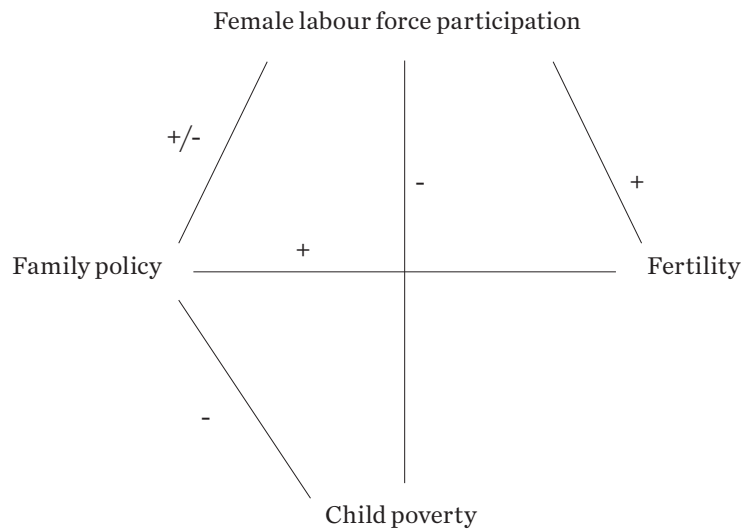 Female labour force participation
+/-
-
+
+
Family policy
Fertility
-
Child poverty